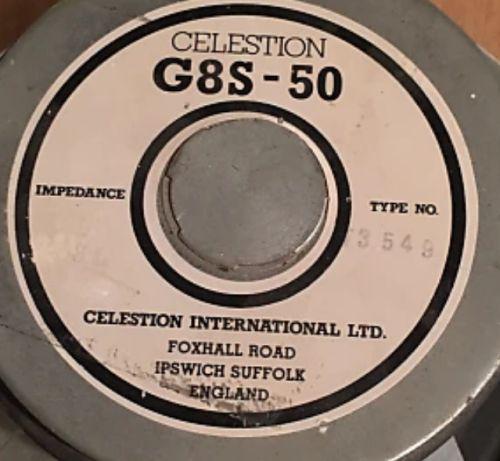 CELESTION
G8S-50
IMPEDANCE
TYPE NO.
3549
CELESTION INTERNATIONAL LTD.
FOXHALL ROAD
IPSWICH SUFFOLK
ENGLAND